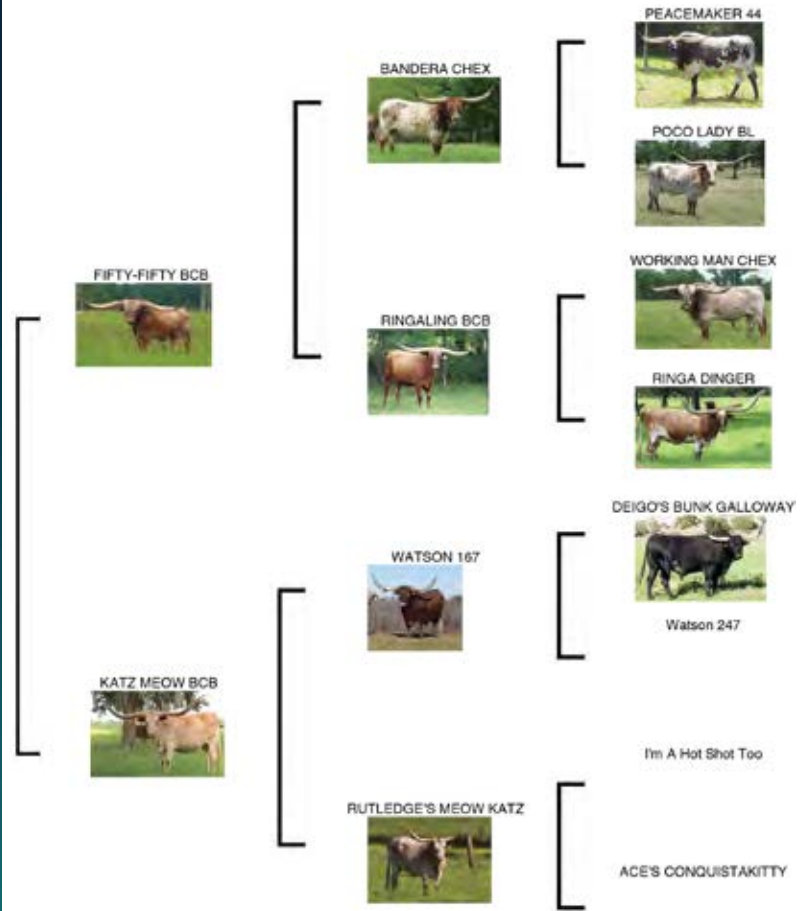 PEACEMAKER 44
BANDERA CHEX
POCO LADY BL
FIFTY-FIFTY BCB
WORKING MAN CHEX
RINGALING BCB
RINGA DINGER
DEIGO'S BUNK GALLOWAY
WATSON 167
Watson 247
KATZ MEOW BCB
I'm A Hot Shot Too
RUTLEDGE'S MEOW KATZ
ACE'S CONQUISTAKITTY